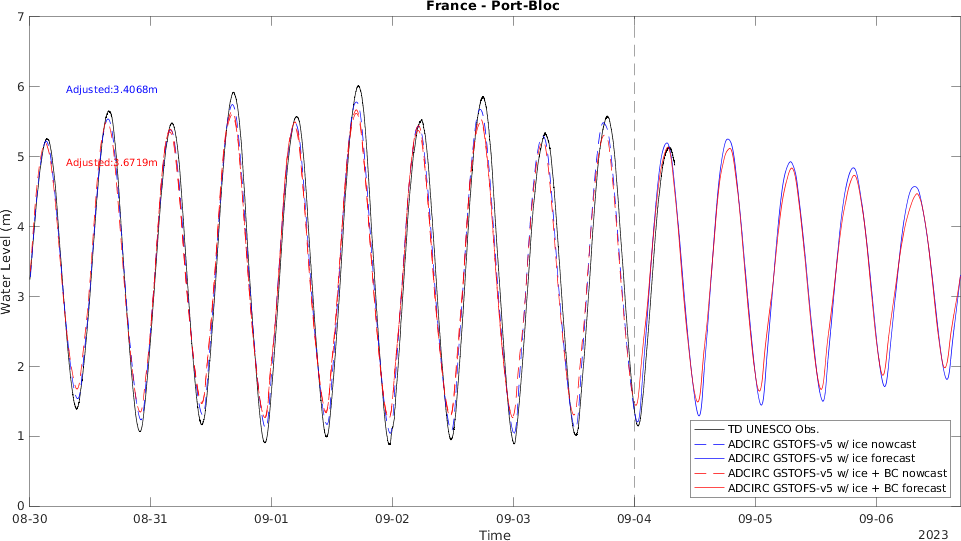 France - Port-Bloc
7
6
5
4
3
2
1
0
Water Level (m)
Adjusted:3.4068m
Adjusted:3.6719m
TD UNESCO Obs.
ADCIRC GSTOFS-v5 w/ ice nowcast
ADCIRC GSTOFS-v5 w/ ice forecast
ADCIRC GSTOFS-v5 w/ ice + BC nowcast
ADCIRC GSTOFS-v5 w/ ice + BC forecast
08-30 08-31 09-01 09-02 09-03 09-04 09-05 09-06
Time
2023